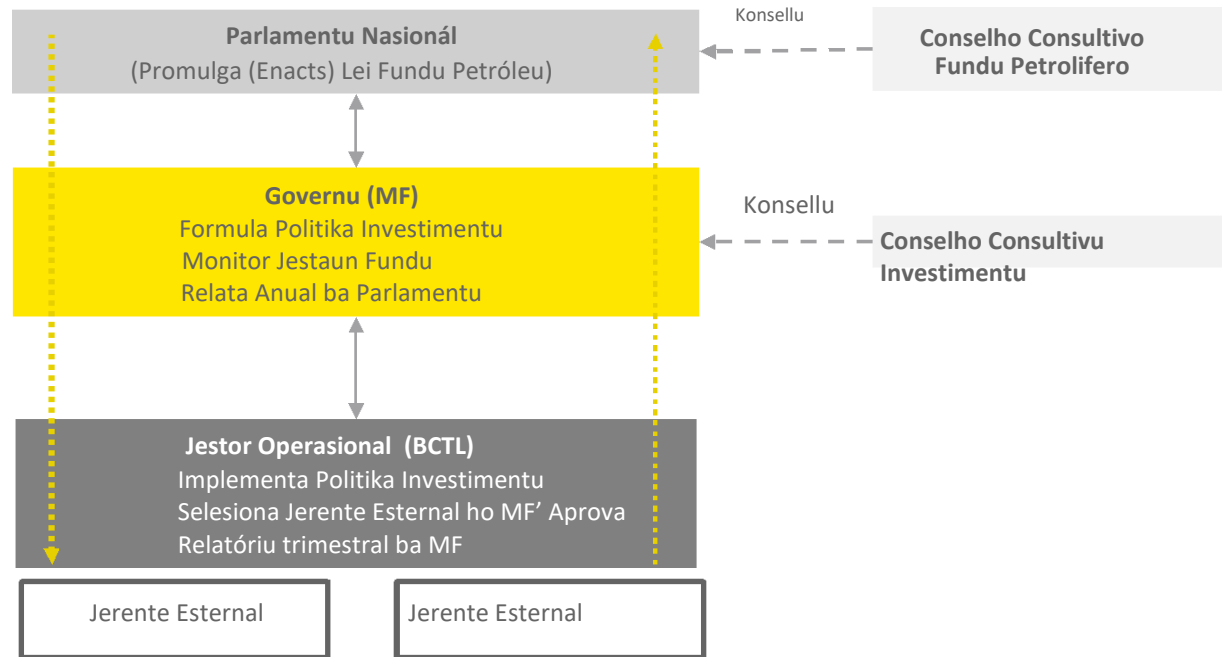 Parlamentu Nasionál
(Promulga (Enacts) Lei Fundu Petróleu)
Konsellu
Conselho Consultivo
Fundu Petrolifero
Governu (MF)
Formula Politika Investimentu
Monitor Jestaun Fundu
Relata Anual ba Parlamentu
Konsellu
Conselho Consultivu
Investimentu
Jestor Operasional (BCTL)
Implementa Politika Investimentu
Selesiona Jerente Esternal ho MF’ Aprova
Relatóriu trimestral ba MF
Jerente Esternal
Jerente Esternal